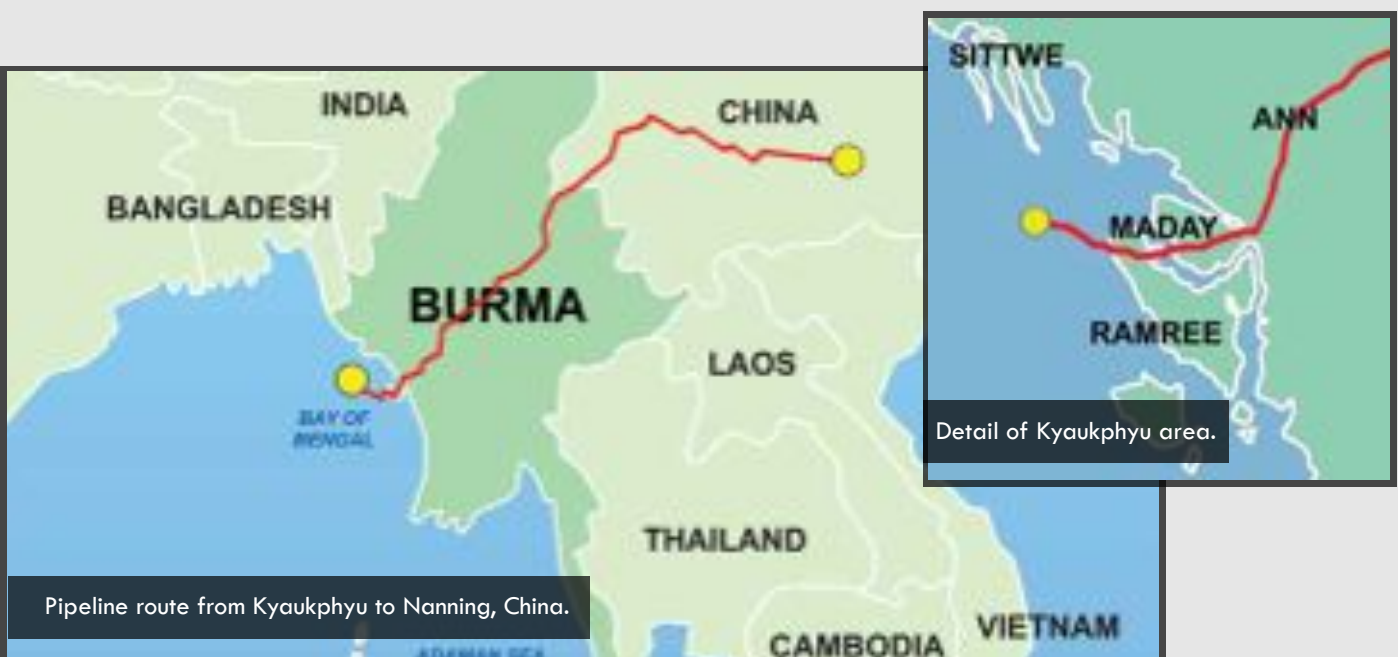 SITTWE
ANN
MADAY
RAMREE
Detail of Kyaukphyu area.
INDIA
CHINA
BANGLADESH
BURMA
LAOS
BAY OF
BENGAL
THAILAND
Pipeline route from Kyaukphyu to Nanning, China.
VIETNAM
CAMBODIA